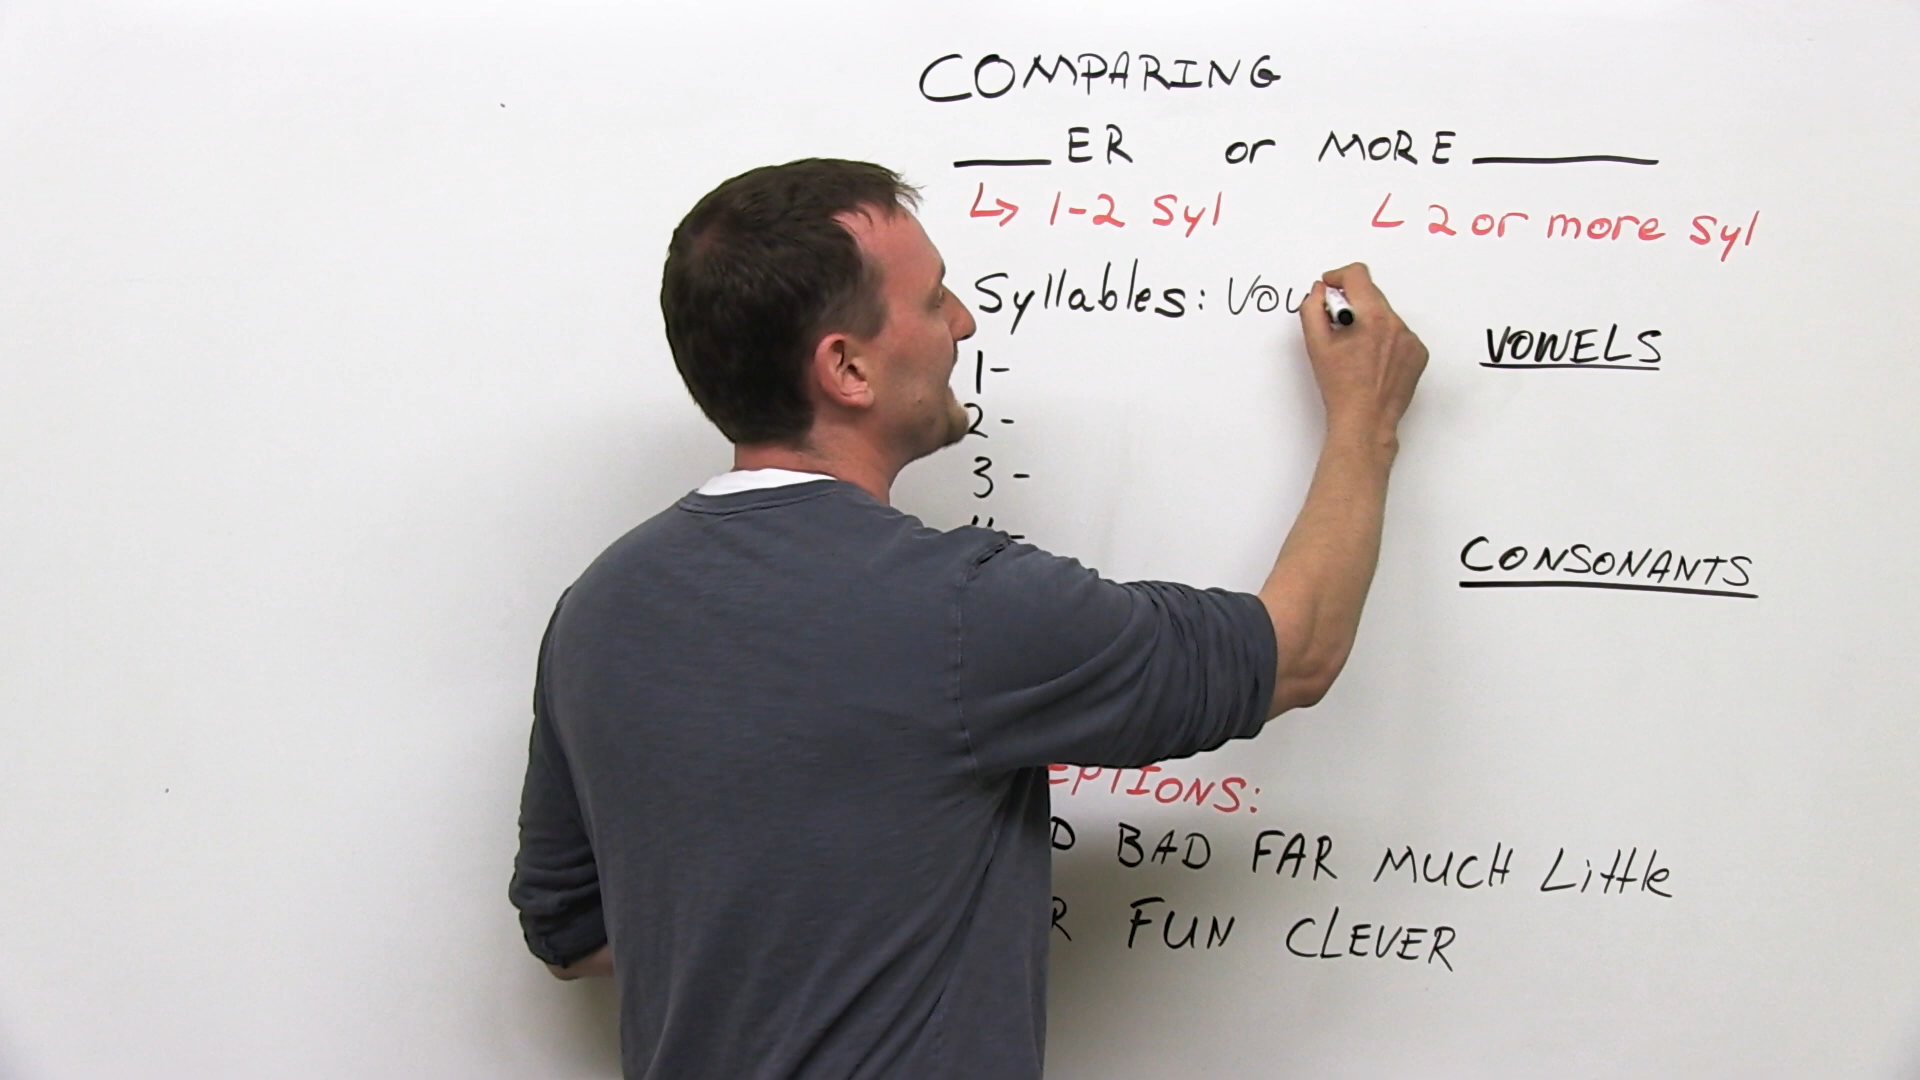 COMPARING
___ER or MORE___
↳ 1-2 Syl ↳ 2 or more Syl
Syllables: VOW
VOWELS
1-
2-
3-
4-
CONSONANTS
EPTIONS:
D BAD FAR MUCH Little
R FUN CLEVER